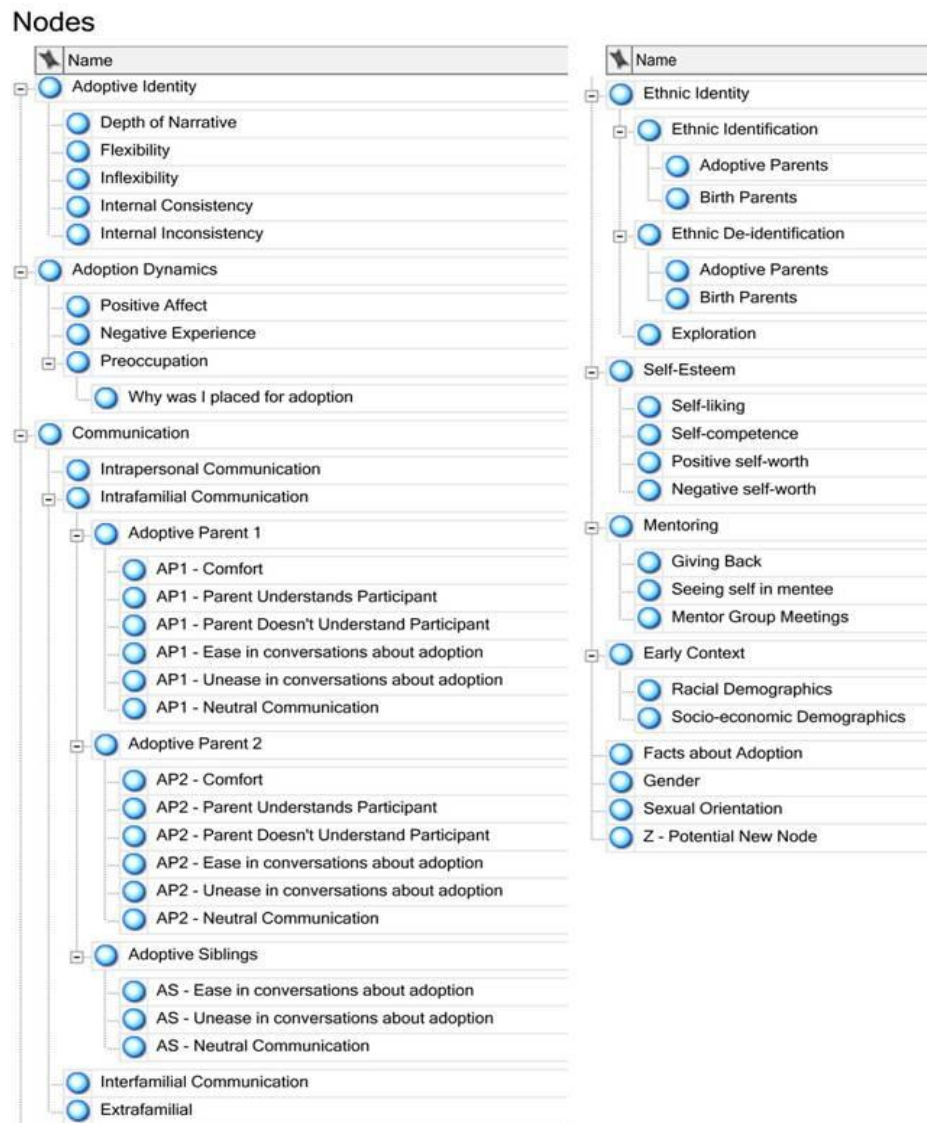 Nodes
Name
Adoptive Identity
Depth of Narrative
Flexibility
Inflexibility
Internal Consistency
Internal Inconsistency
Adoption Dynamics
Positive Affect
Negative Experience
Preoccupation
Why was I placed for adoption
Communication
Intrapersonal Communication
Intrafamilial Communication
Adoptive Parent 1
AP1 - Comfort
AP1 - Parent Understands Participant
AP1 - Parent Doesn't Understand Participant
AP1 - Ease in conversations about adoption
AP1 - Unease in conversations about adoption
AP1 - Neutral Communication
Adoptive Parent 2
AP2 - Comfort
AP2 - Parent Understands Participant
AP2 - Parent Doesn't Understand Participant
AP2 - Ease in conversations about adoption
AP2 - Unease in conversations about adoption
AP2 - Neutral Communication
Adoptive Siblings
AS - Ease in conversations about adoption
AS - Unease in conversations about adoption
AS - Neutral Communication
Interfamilial Communication
Extrafamilial
Name
Ethnic Identity
Ethnic Identification
Adoptive Parents
Birth Parents
Ethnic De-identification
Adoptive Parents
Birth Parents
Exploration
Self-Esteem
Self-liking
Self-competence
Positive self-worth
Negative self-worth
Mentoring
Giving Back
Seeing self in mentee
Mentor Group Meetings
Early Context
Racial Demographics
Socio-economic Demographics
Facts about Adoption
Gender
Sexual Orientation
Z - Potential New Node